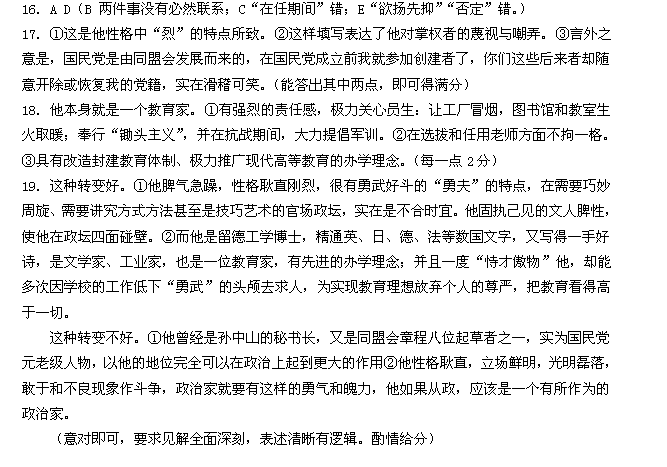 16. A D（B 两件事没有必然联系；C“在任期间”错；E“欲扬先抑”“否定”错。）
17. ①这是他性格中“烈”的特点所致。②这样填写表达了他对掌权者的蔑视与嘲弄。③言外之
意是，国民党是由同盟会发展而来的，在国民党成立前我就参加创建者了，你们这些后来者却随
意开除或恢复我的党籍，实在滑稽可笑。（能答出其中两点，即可得满分）
18. 他本身就是一个教育家。①有强烈的责任感，极力关心员生：让工厂冒烟，图书馆和教室生
火取暖；奉行“锄头主义”，并在抗战期间，大力提倡军训。②在选拔和任用老师方面不拘一格。
③具有改造封建教育体制、极力推广现代高等教育的办学理念。（每一点 2 分）
19. 这种转变好。①他脾气急躁，性格耿直刚烈，很有勇武好斗的“勇夫”的特点，在需要巧妙
周旋、需要讲究方式方法甚至是技巧艺术的官场政坛，实在是不合时宜。他固执己见的文人脾性，
使他在政坛四面碰壁。②而他是留德工学博士，精通英、日、德、法等数国文字，又写得一手好
诗，是文学家、工业家，也是一位教育家，有先进的办学理念；并且一度“恃才傲物”他，却能
多次因学校的工作低下“勇武”的头颅去求人，为实现教育理想放弃个人的尊严，把教育看得高
于一切。
这种转变不好。①他曾经是孙中山的秘书长，又是同盟会章程八位起草者之一，实为国民党
元老级人物，以他的地位完全可以在政治上起到更大的作用②他性格耿直，立场鲜明，光明磊落，
敢于和不良现象作斗争，政治家就要有这样的勇气和魄力，他如果从政，应该是一个有所作为的
政治家。
（意对即可，要求见解全面深刻，表述清晰有逻辑。酌情给分）